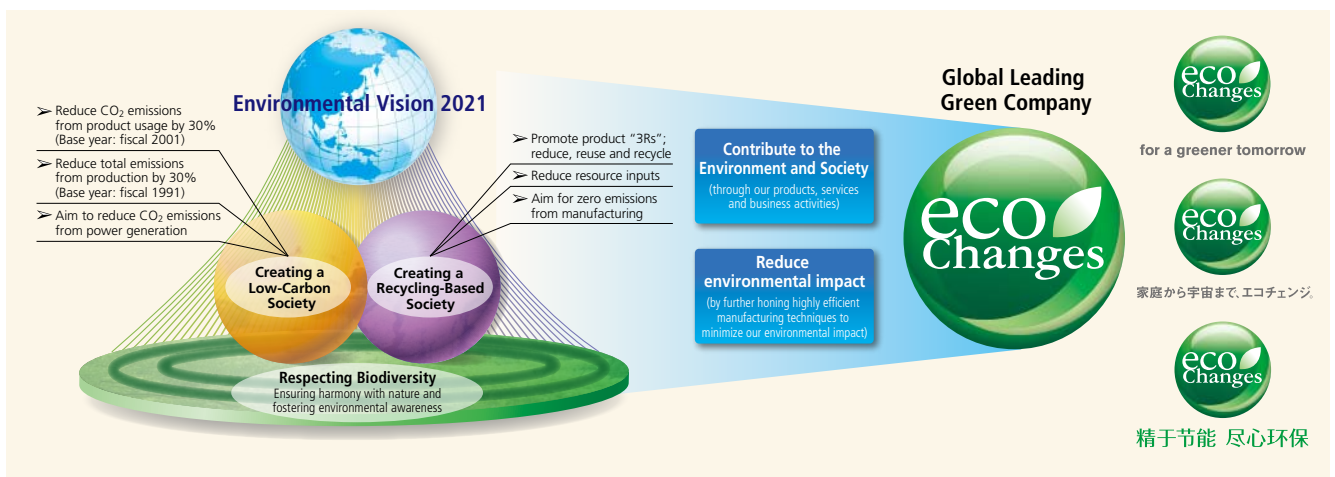 Environmental Vision 2021
➢ Reduce CO₂ emissions
from product usage by 30%
(Base year: fiscal 2001)
➢ Reduce total emissions
from production by 30%
(Base year: fiscal 1991)
➢ Aim to reduce CO₂ emissions
from power generation
➢ Promote product “3Rs”;
reduce, reuse and recycle
➢ Reduce resource inputs
➢ Aim for zero emissions
from manufacturing
Creating a
Low-Carbon
Society
Creating a
Recycling-Based
Society
Respecting Biodiversity
Ensuring harmony with nature and
fostering environmental awareness
Contribute to the
Environment and Society
(through our products, services
and business activities)
Reduce
environmental impact
(by further honing highly efficient
manufacturing techniques to
minimize our environmental impact)
Global Leading
Green Company
eco
Changes
eco
Changes
for a greener tomorrow
eco
Changes
家庭から宇宙まで、エコチェンジ。
eco
Changes
精于节能 尽心环保